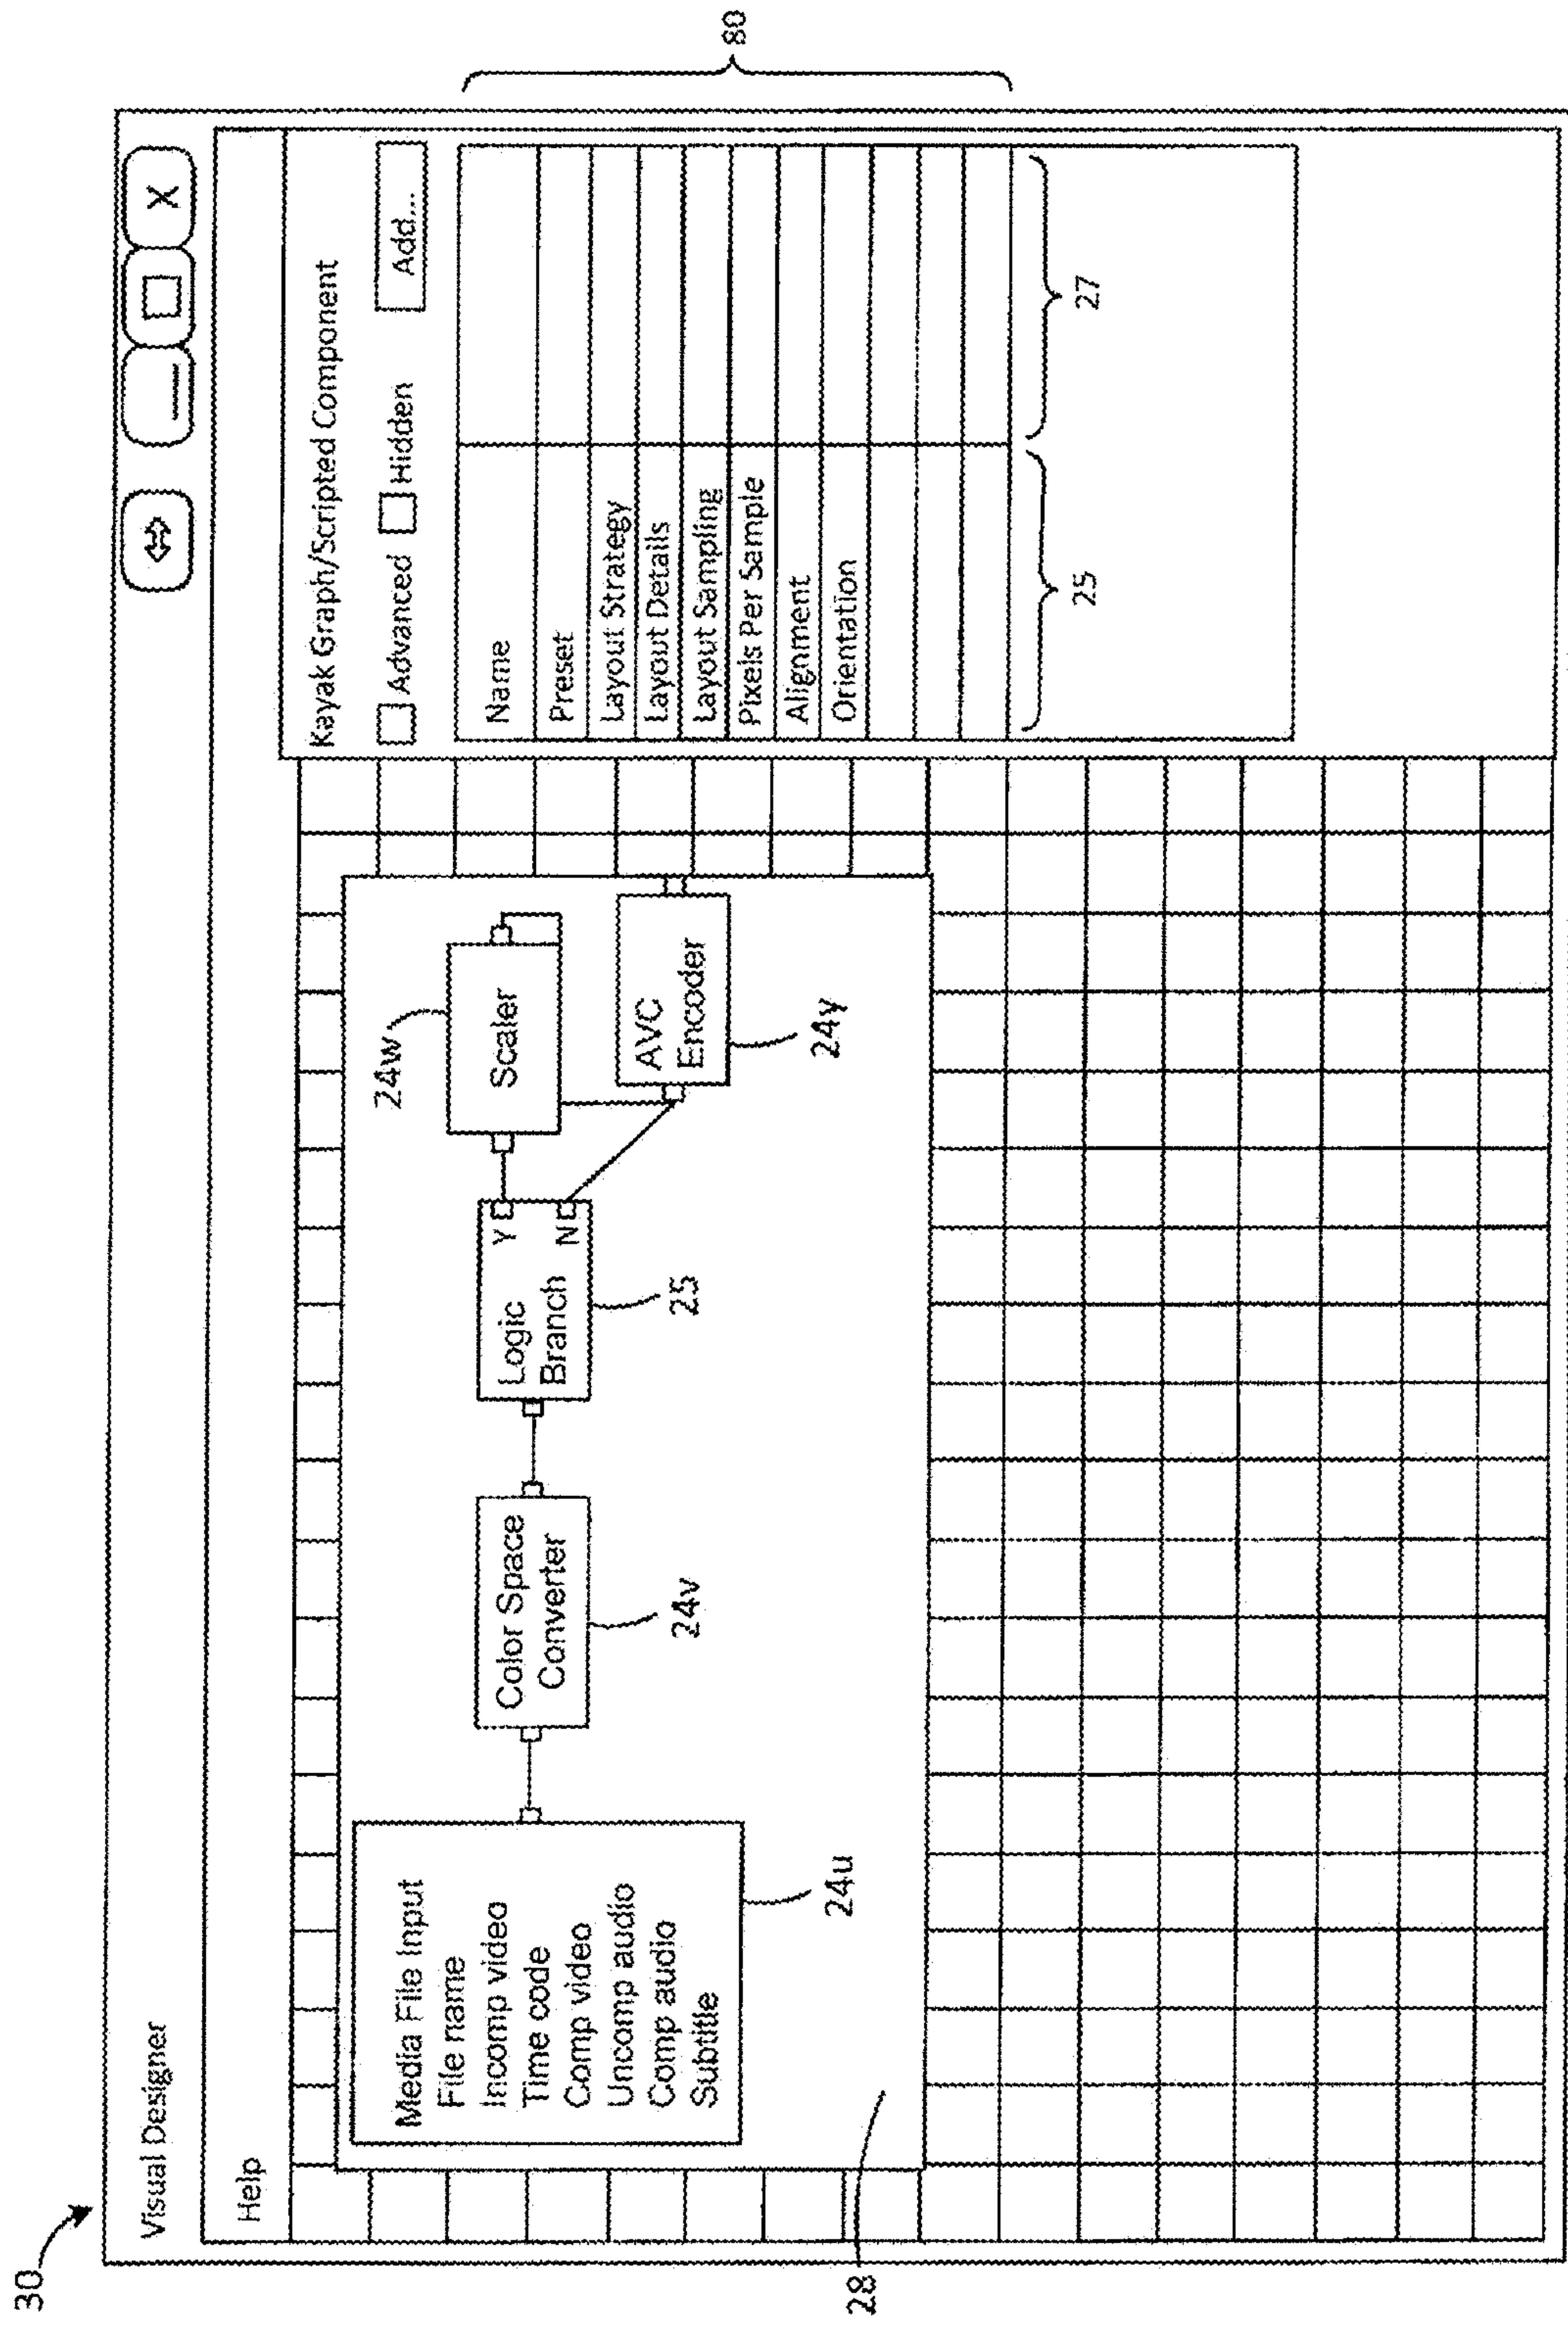 30
Visual Designer
X
Help
Kayak Graph/Scripted Component
Advanced
Hidden
Add...
Name
Preset
Layout Strategy
Layout Details
Layout Sampling
Pixels Per Sample
Alignment
Orientation
25
27
80
Media File Input
File name
Incomp video
Time code
Comp video
Uncomp audio
Comp audio
Subtitle
24u
Color Space
Converter
24v
Logic
Branch
Y
N
25
Scaler
24w
AVC
Encoder
24y
28